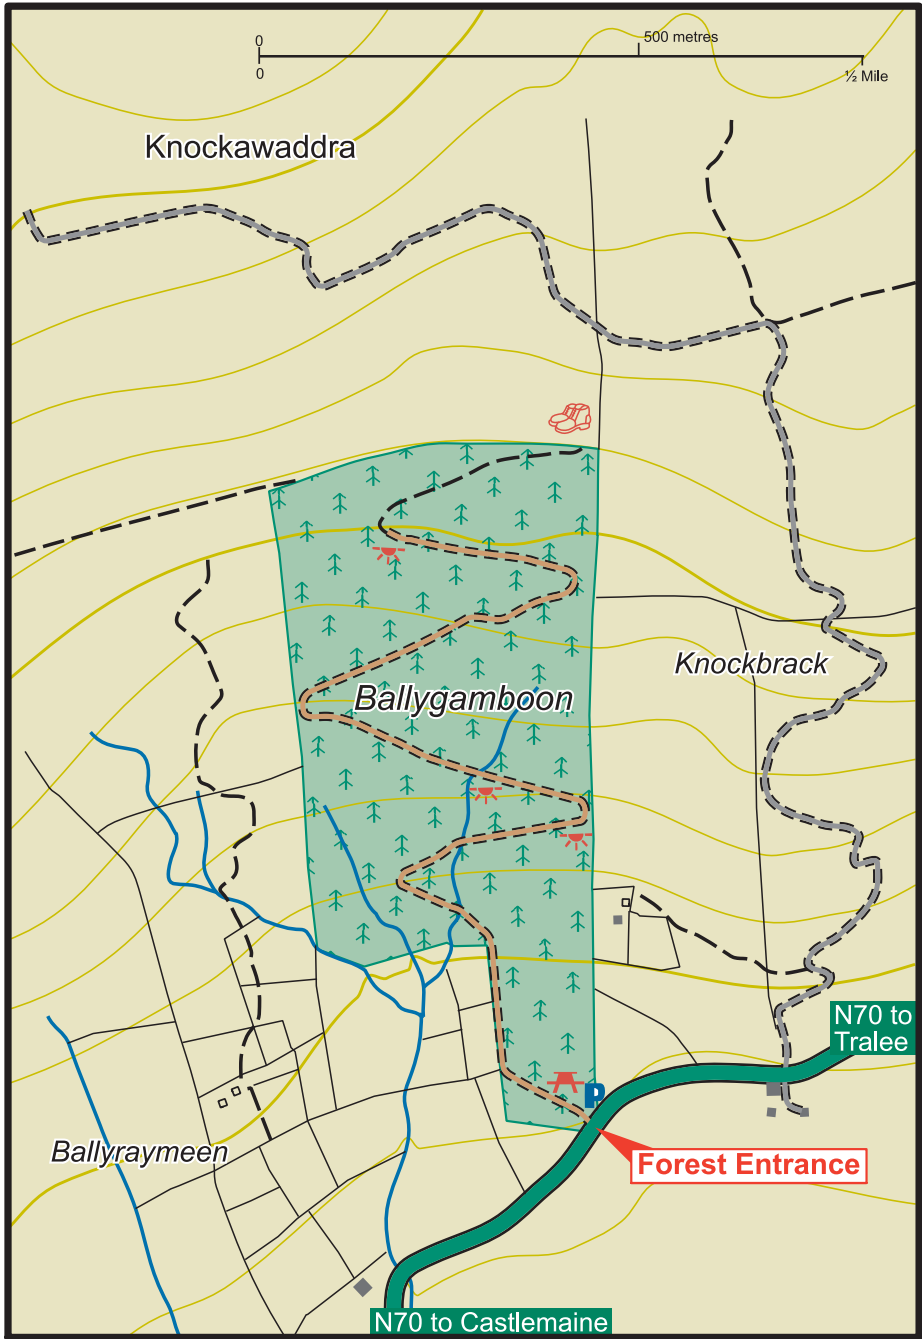 0
500 metres
0
½ Mile
Knockawaddra
Knockbrack
Ballygamboon
N70 to
Tralee
P
Ballyraymeen
Forest Entrance
N70 to Castlemaine